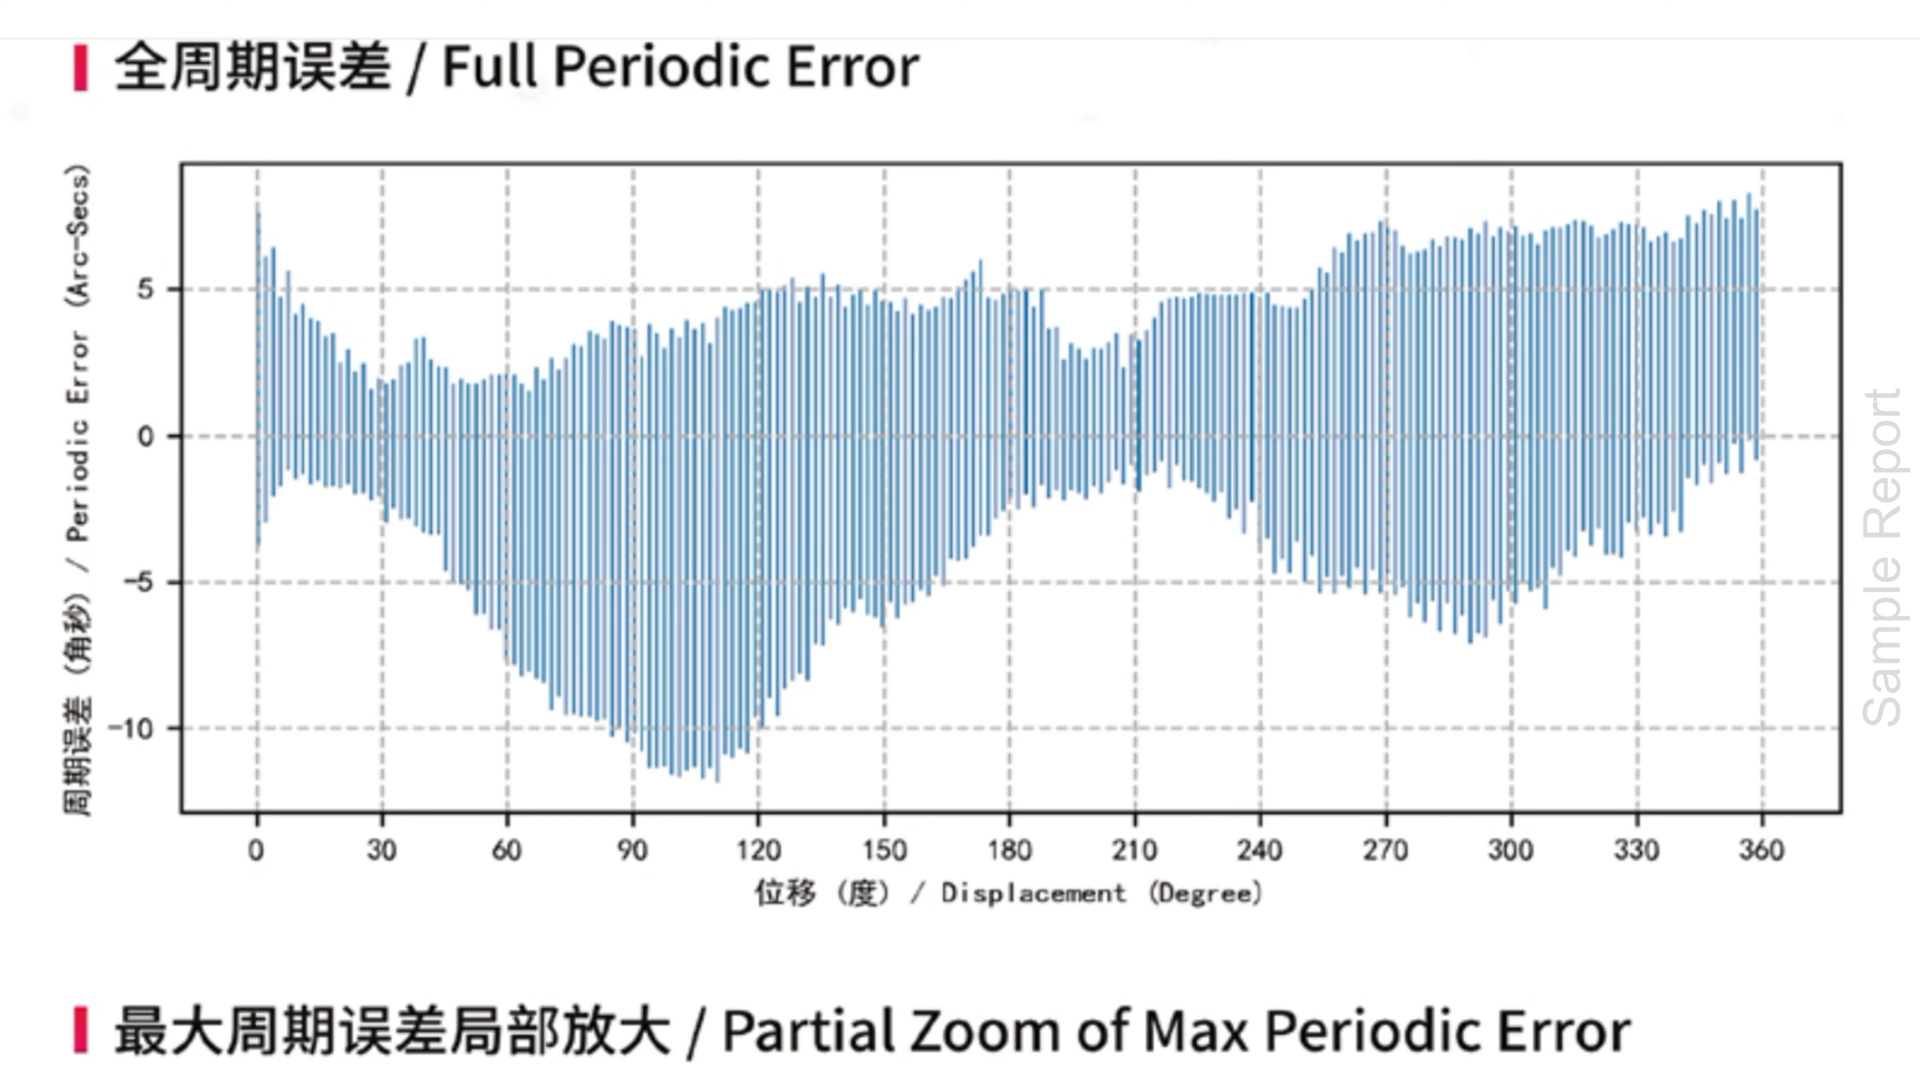 全周期误差 / Full Periodic Error
周期误差 (角秒) / Periodic Error (Arc-Secs)
5
0
−5
−10
0 30 60 90 120 150 180 210 240 270 300 330 360
位移 (度) / Displacement (Degree)
Sample Report
最大周期误差局部放大 / Partial Zoom of Max Periodic Error